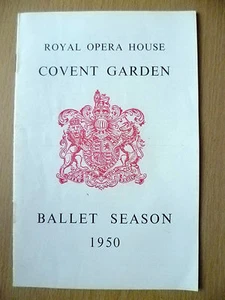 ROYAL OPERA HOUSE
COVENT GARDEN
BALLET SEASON
1950